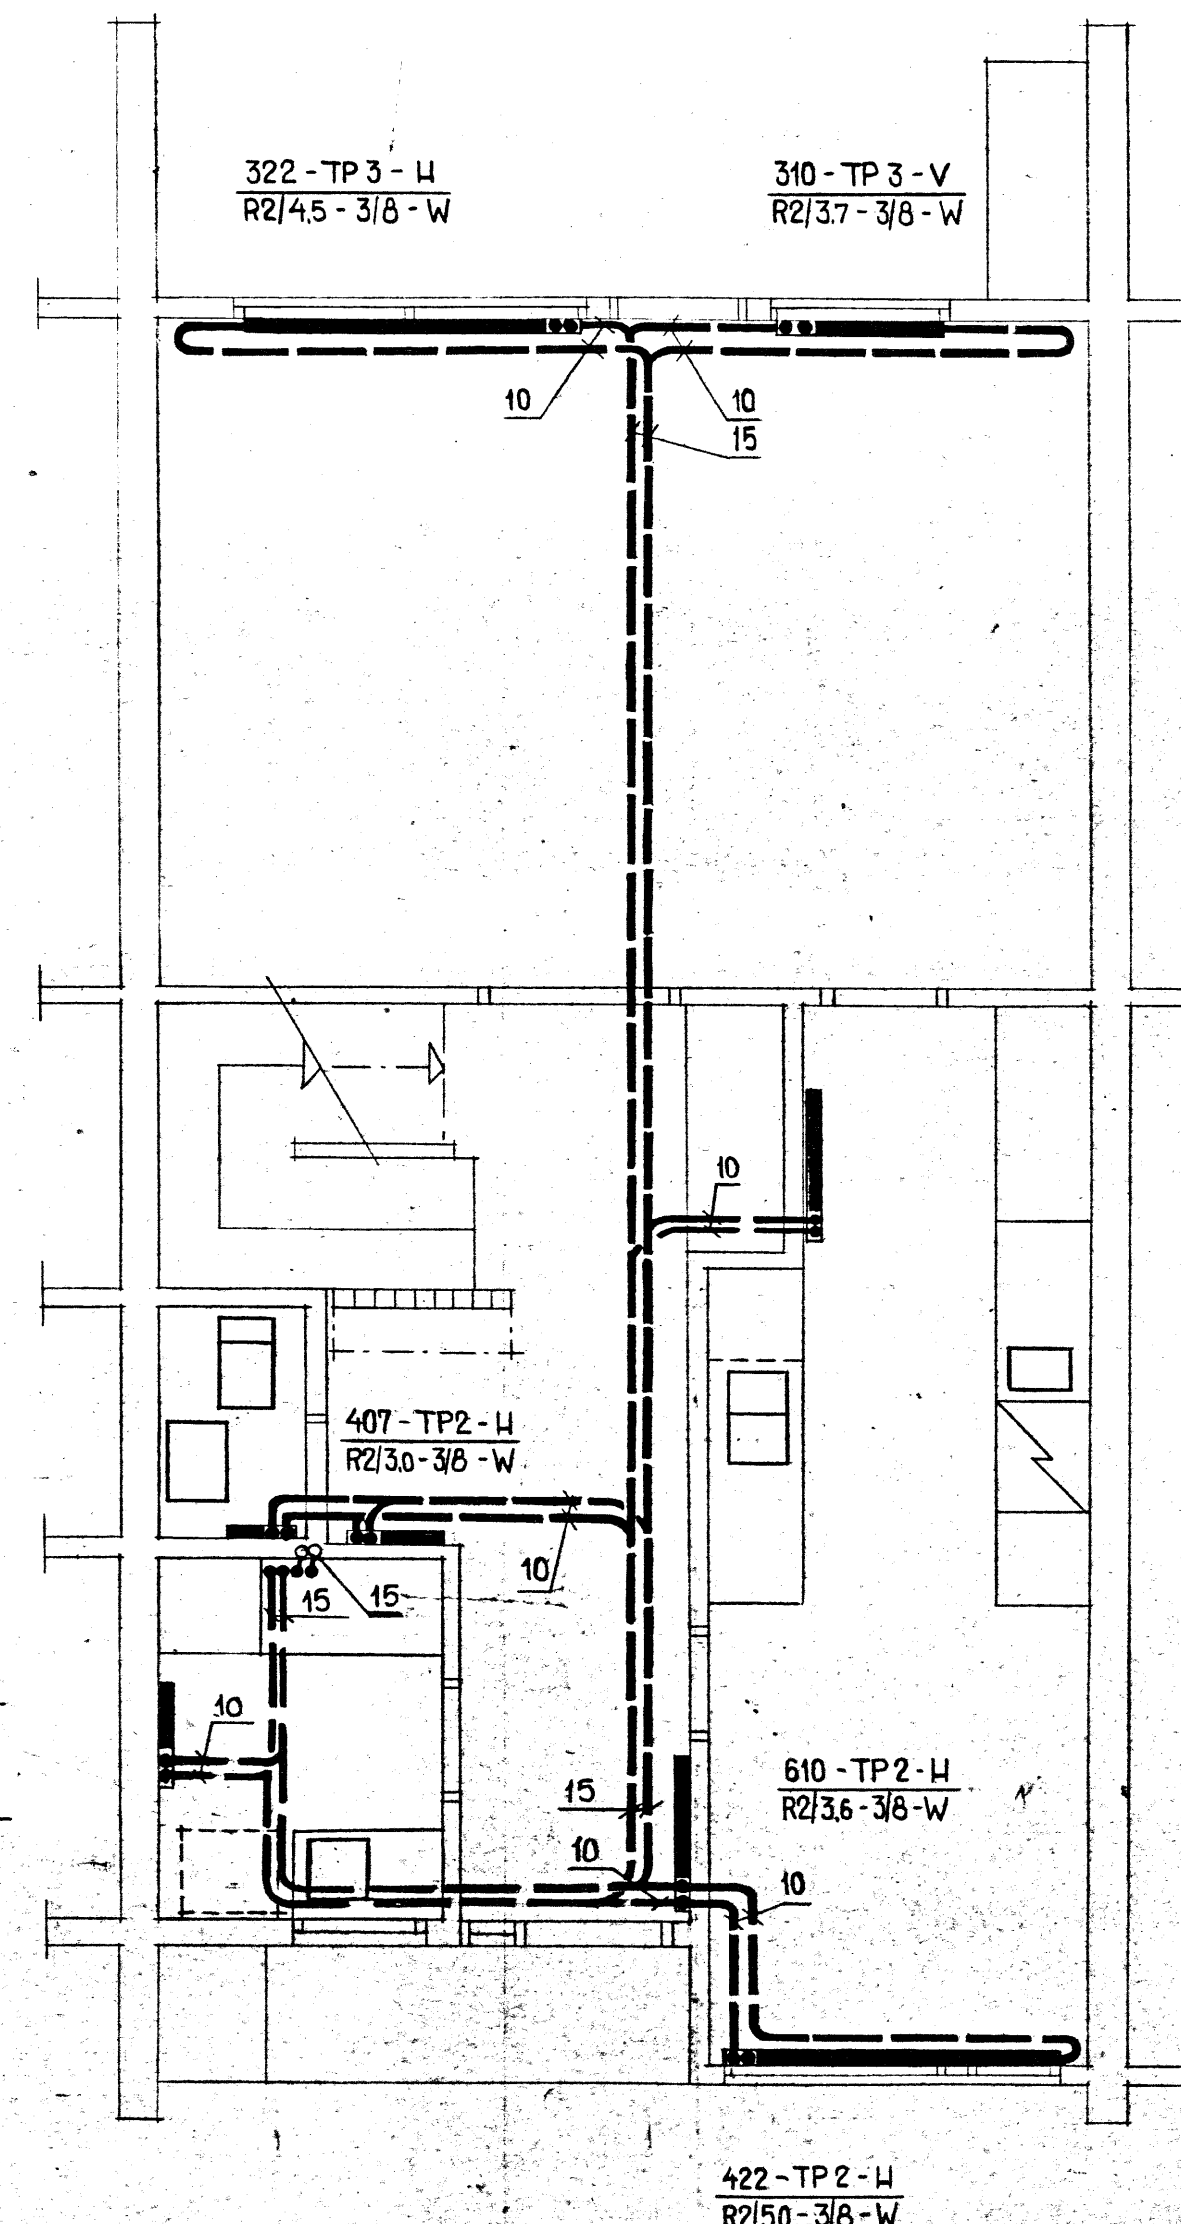 322 - TP 3 - H
R2/4,5 - 3/8 - W
310 - TP 3 - V
R2/3,7 - 3/8 - W
10
10
15
10
407 - TP2 - H
R2/3,0 - 3/8 - W
10
15
15
10
610 - TP 2 - H
R2/3,6 - 3/8 - W
15
10
10
422 - TP 2 - H
R2/5,0 - 3/8 - W